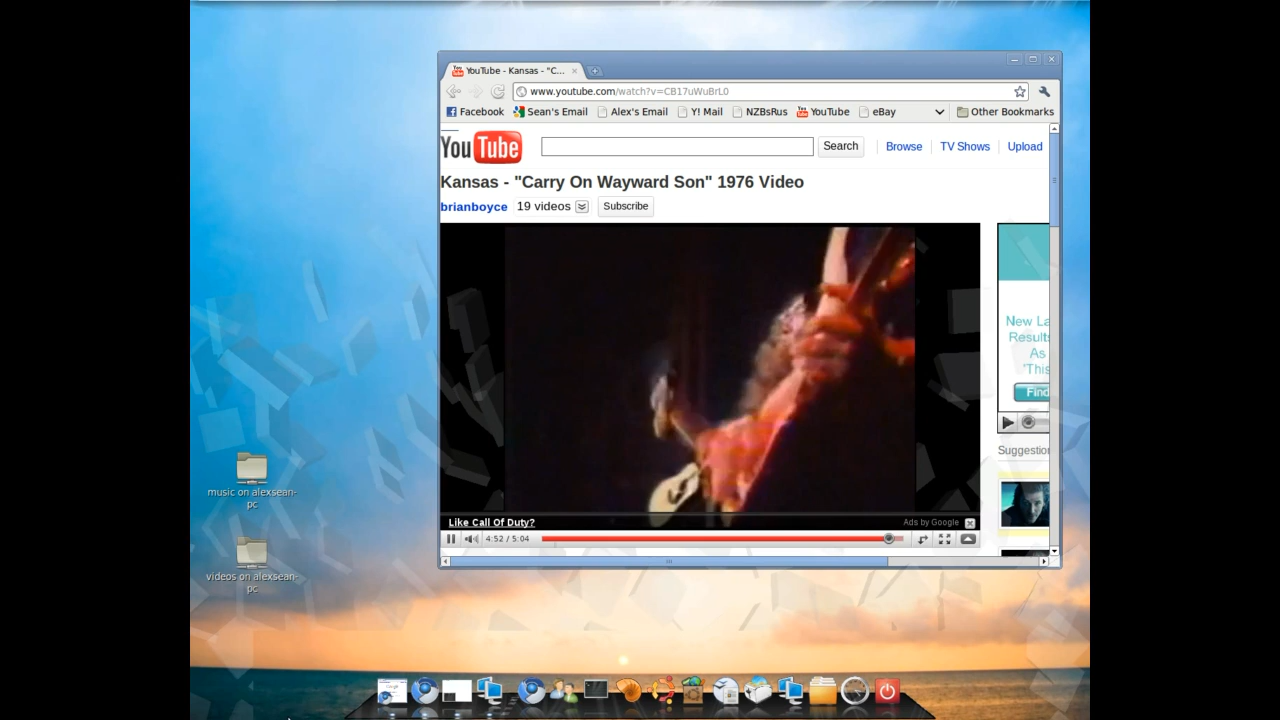 YouTube - Kansas - "C...
www.youtube.com/watch?v=CB17uWuBrL0
Facebook Sean's Email Alex's Email Y! Mail NZBsRus YouTube eBay Other Bookmarks
YouTube Search Browse TV Shows Upload
Kansas - "Carry On Wayward Son" 1976 Video
brianboyce 19 videos Subscribe
New La
Results
As
'This
Find
Suggestion
music on alexsean-
pc
Like Call Of Duty? Ads by Google
4:52 / 5:04
videos on alexsean-
pc